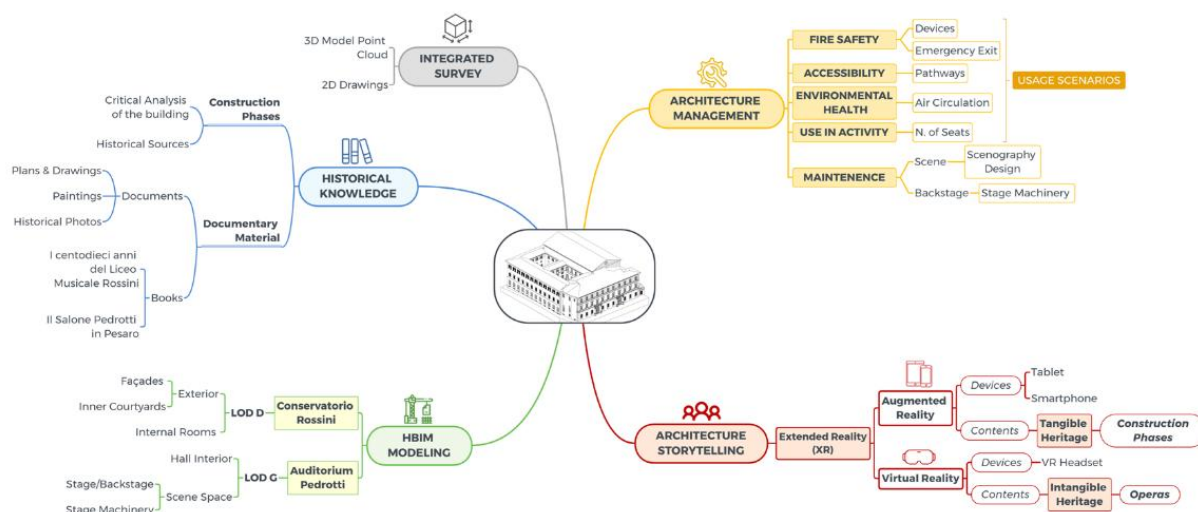 3D Model Point
Cloud
2D Drawings
INTEGRATED
SURVEY
Critical Analysis
of the building
Historical Sources
Construction
Phases
Plans & Drawings
Paintings
Historical Photos
Documents
Documentary
Material
I centodieci anni
del Liceo
Musicale Rossini
Il Salone Pedrotti
in Pesaro
Books
HISTORICAL
KNOWLEDGE
Façades
Inner Courtyards
Exterior
Internal Rooms
LOD D
Conservatorio
Rossini
Hall Interior
Stage/Backstage
Stage Machinery
Scene Space
LOD G
Auditorium
Pedrotti
HBIM
MODELING
ARCHITECTURE
MANAGEMENT
FIRE SAFETY
Devices
Emergency Exit
ACCESSIBILITY
Pathways
ENVIRONMENTAL
HEALTH
Air Circulation
USE IN ACTIVITY
N. of Seats
USAGE SCENARIOS
MAINTENENCE
Scene
Scenography
Design
Backstage
Stage Machinery
ARCHITECTURE
STORYTELLING
Extended Reality
(XR)
Augmented
Reality
Devices
Tablet
Smartphone
Contents
Tangible
Heritage
Construction
Phases
Virtual Reality
Devices
VR Headset
Contents
Intangible
Heritage
Operas